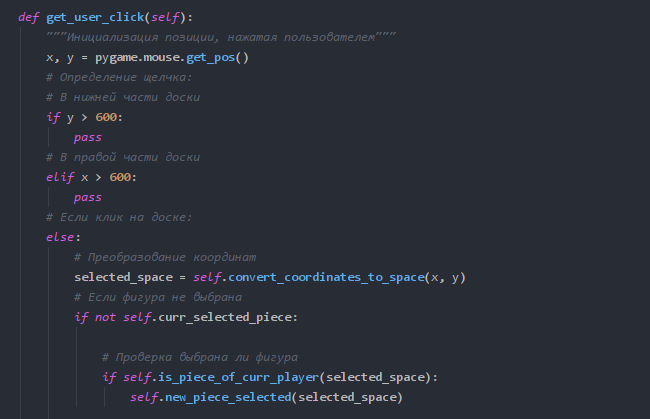 def get_user_click(self):
"""Инициализация позиции, нажатая пользователем"""
x, y = pygame.mouse.get_pos()
# Определение щелчка:
# В нижней части доски
if y > 600:
pass
# В правой части доски
elif x > 600:
pass
# Если клик на доске:
else:
# Преобразование координат
selected_space = self.convert_coordinates_to_space(x, y)
# Если фигура не выбрана
if not self.curr_selected_piece:
# Проверка выбрана ли фигура
if self.is_piece_of_curr_player(selected_space):
self.new_piece_selected(selected_space)